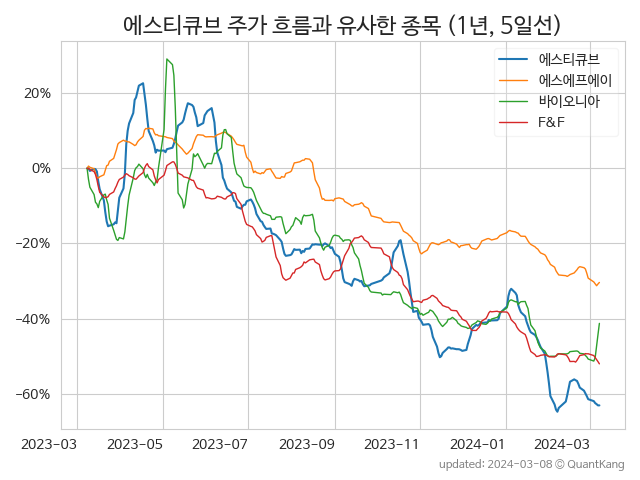 에스티큐브 주가 흐름과 유사한 종목 (1년, 5일선)
에스티큐브
에스에프에이
바이오니아
F&F
20%
0%
−20%
−40%
−60%
2023-03 2023-05 2023-07 2023-09 2023-11 2024-01 2024-03
updated: 2024-03-08 © QuantKang